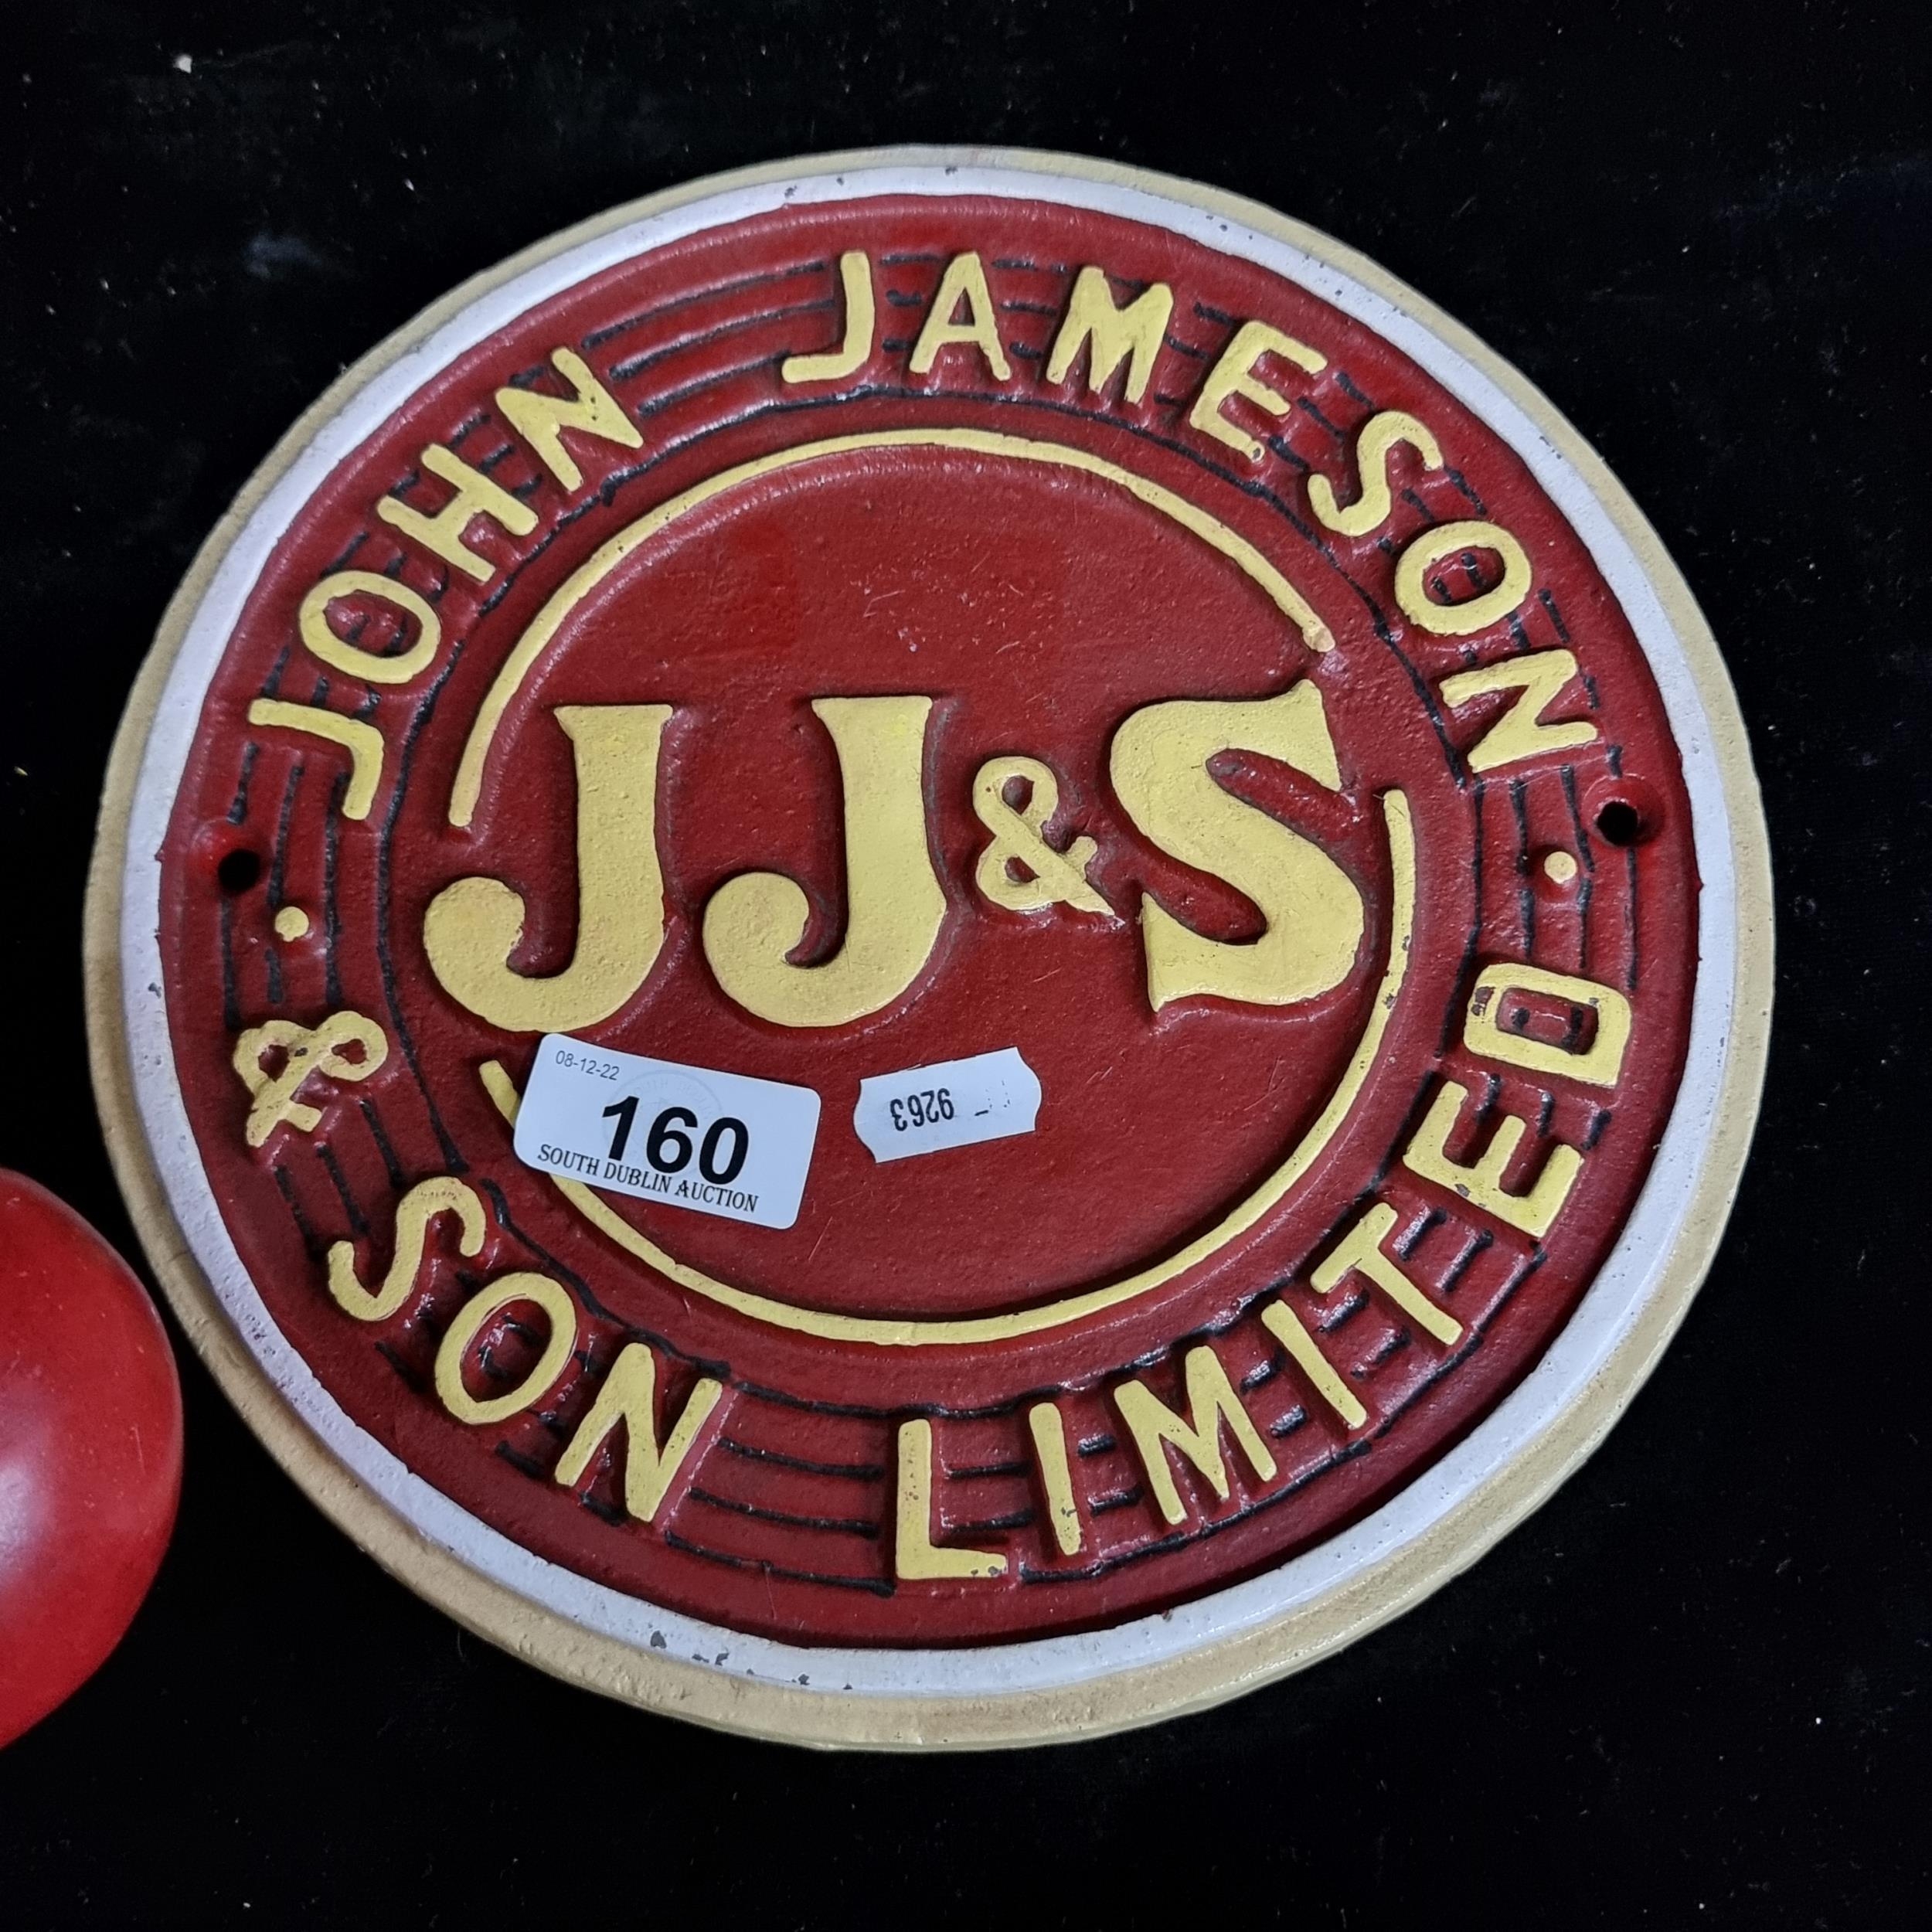 JOHN JAMESON
JJ&S
& SON LIMITED
08-12-22
160
SOUTH DUBLIN AUCTION
9263